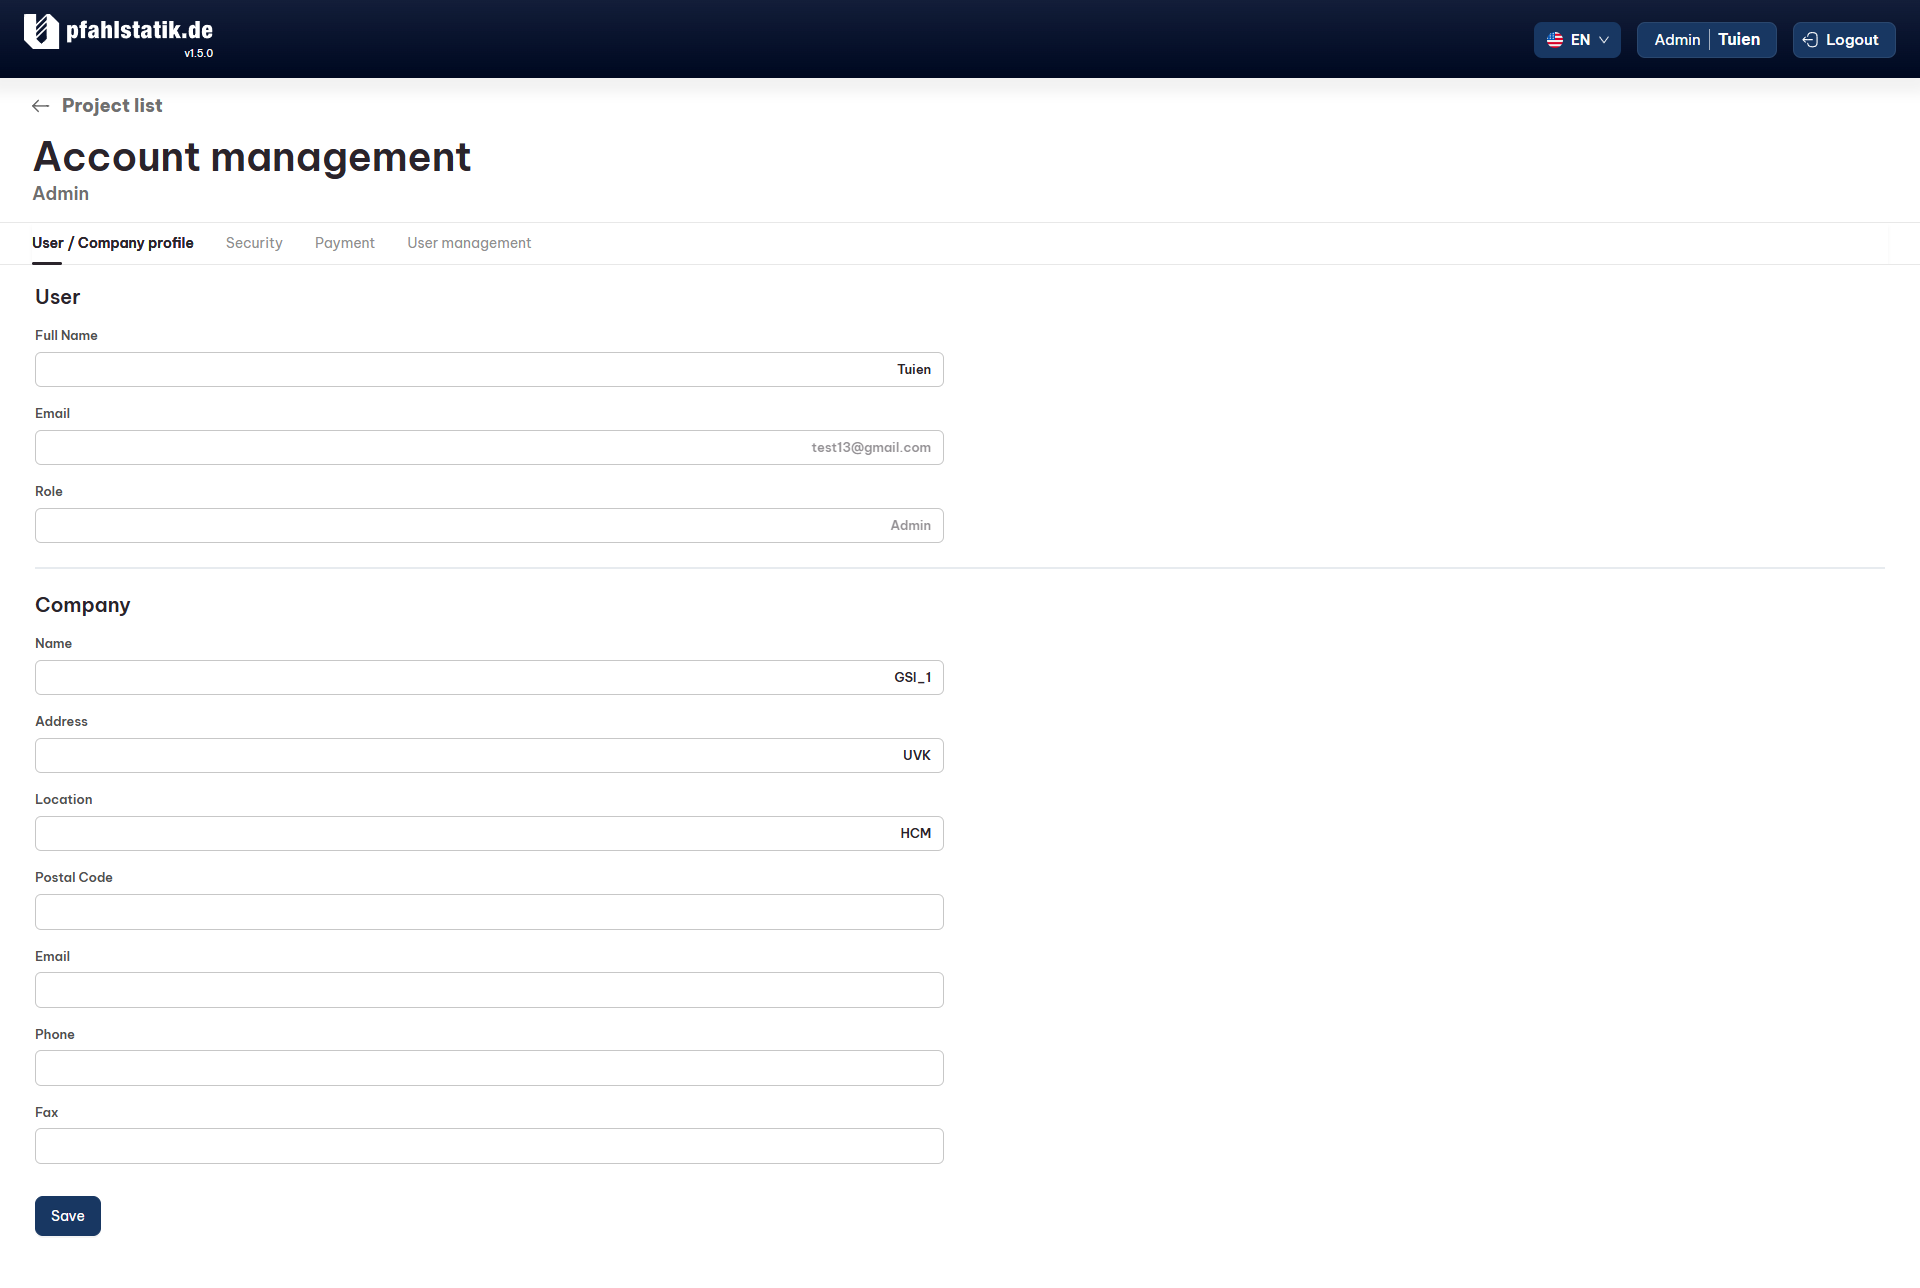 pfahlstatik.de
v1.5.0
EN
Admin | Tuien
Logout
Project list
Account management
Admin
User / Company profile
Security
Payment
User management
User
Full Name
Tuien
Email
test13@gmail.com
Role
Admin
Company
Name
GSI_1
Address
UVK
Location
HCM
Postal Code
Email
Phone
Fax
Save